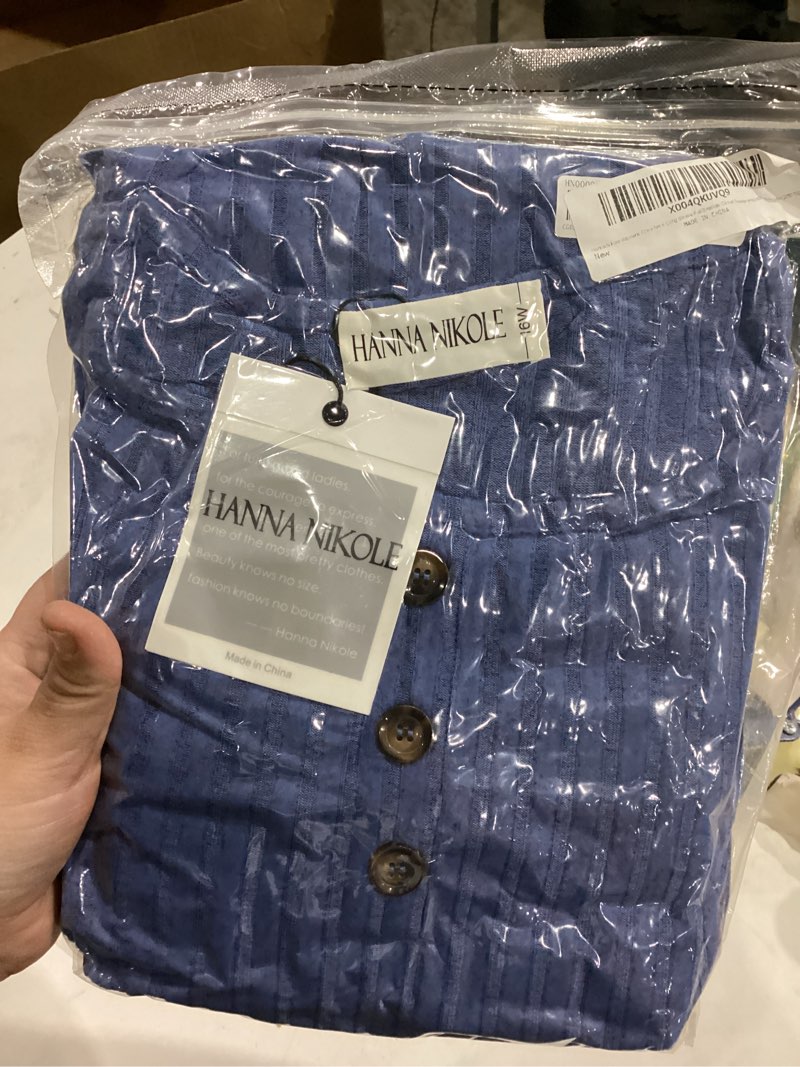 X004QKUVQ9
New
MADE IN CHINA
HANNA NIKOLE
16W
ladies,
for the courage to express
HANNA NIKOLE
one of the most pretty clothes.
Beauty knows no size,
fashion knows no boundaries!
—— Hanna Nikole
Made in China